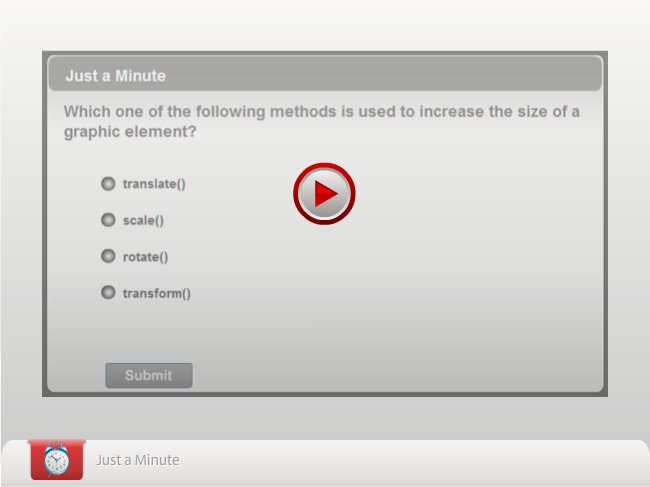 Just a Minute
Which one of the following methods is used to increase the size of a
graphic element?
translate()
scale()
rotate()
transform()
Submit
Just a Minute